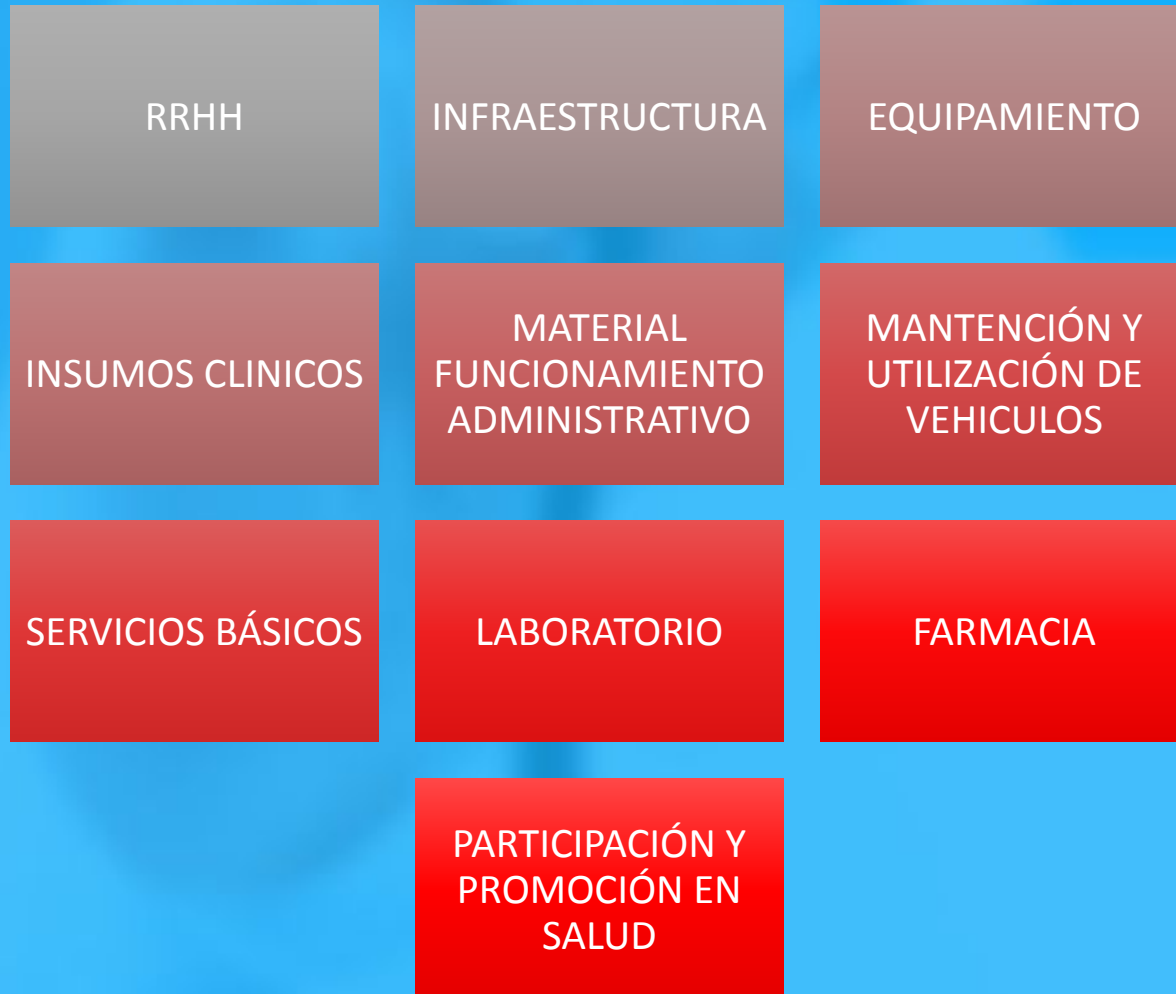 RRHH
INFRAESTRUCTURA
EQUIPAMIENTO
INSUMOS CLINICOS
MATERIAL
FUNCIONAMIENTO
ADMINISTRATIVO
MANTENCIÓN Y
UTILIZACIÓN DE
VEHICULOS
SERVICIOS BÁSICOS
LABORATORIO
FARMACIA
PARTICIPACIÓN Y
PROMOCIÓN EN
SALUD